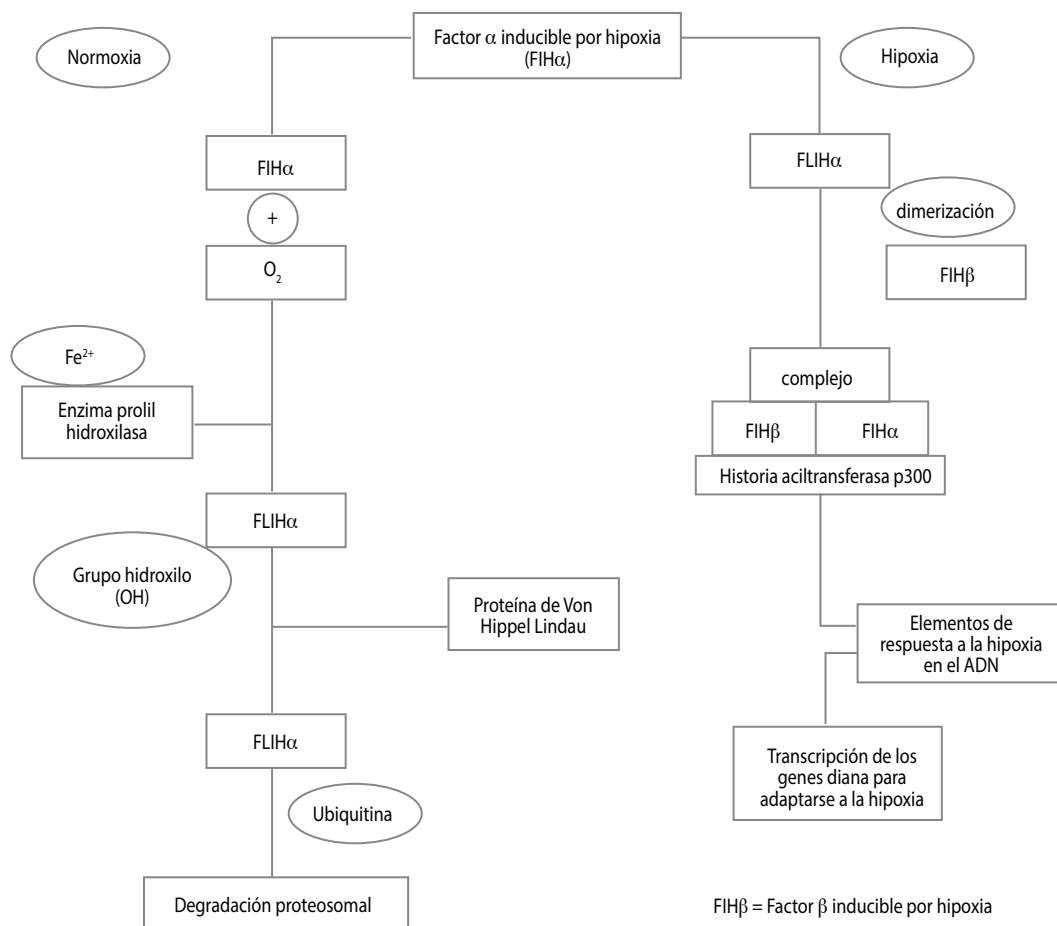 Normoxia
Factor α inducible por hipoxia
(FIHα)
Hipoxia
FIHα
+
O₂
Fe²⁺
Enzima prolil
hidroxilasa
FLIHα
Grupo hidroxilo
(OH)
Proteína de Von
Hippel Lindau
FLIHα
Ubiquitina
Degradación proteosomal
FLIHα
dimerización
FIHβ
complejo
FIHβ
FIHα
Historia aciltransferasa p300
Elementos de
respuesta a la hipoxia
en el ADN
Transcripción de los
genes diana para
adaptarse a la hipoxia
FIHβ = Factor β inducible por hipoxia